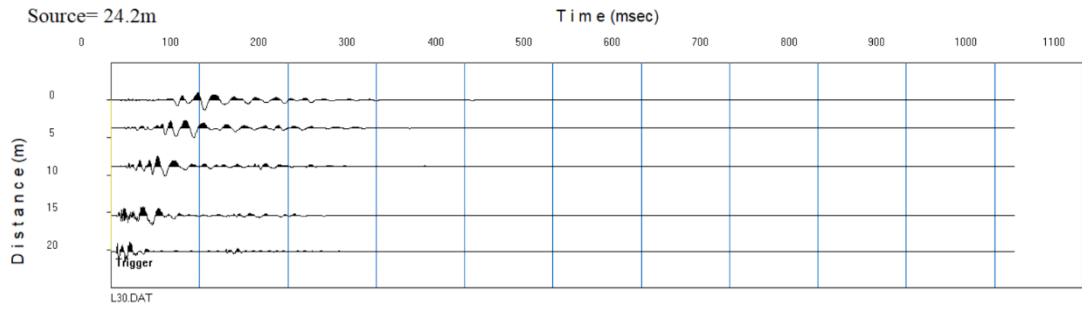 Source= 24.2m
T i m e (msec)
0 100 200 300 400 500 600 700 800 900 1000 1100
D i s t a n c e (m)
0
5
10
15
20
Trigger
L30.DAT